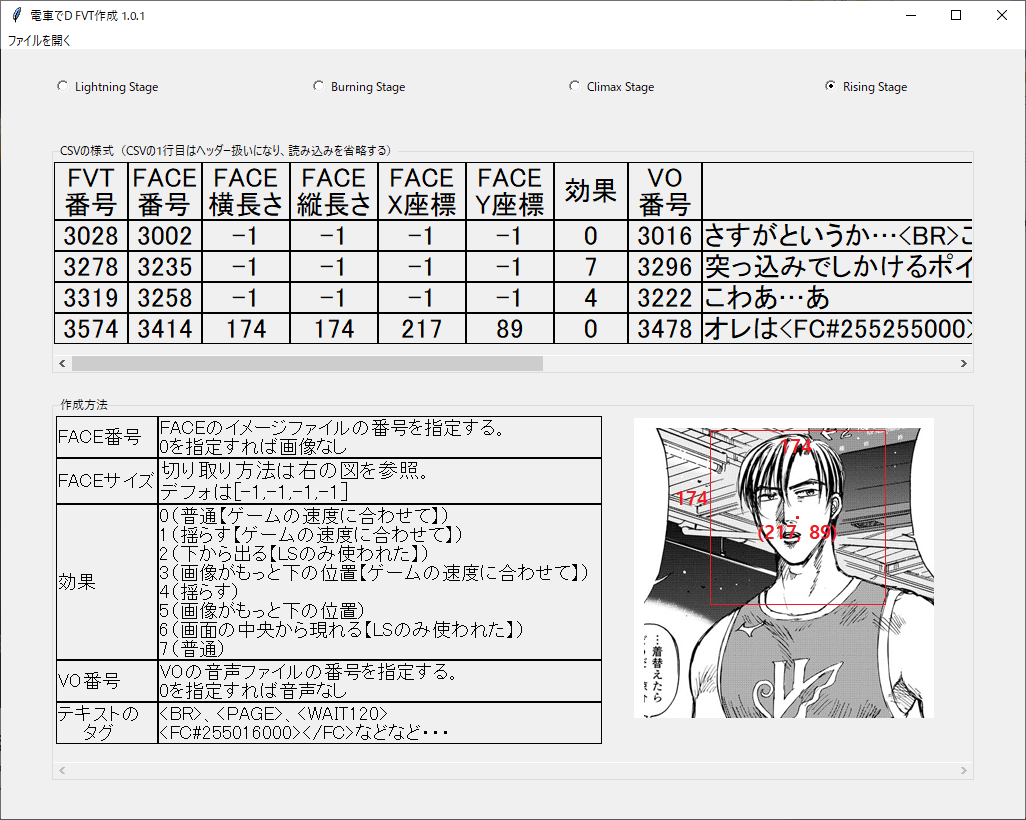 電車でD FVT作成 1.0.1
ファイルを開く
Lightning Stage
Burning Stage
Climax Stage
Rising Stage
CSVの様式（CSVの1行目はヘッダー扱いになり、読み込みを省略する）
FVT番号 FACE番号 FACE横長さ FACE縦長さ FACEX座標 FACEY座標 効果 VO番号
3028 3002 -1 -1 -1 -1 0 3016 さすがというか…<BR>こ
3278 3235 -1 -1 -1 -1 7 3296 突っ込みでしかけるポイ
3319 3258 -1 -1 -1 -1 4 3222 こわあ…あ
3574 3414 174 174 217 89 0 3478 オレは<FC#255255000>
作成方法
FACE番号
FACEのイメージファイルの番号を指定する。
0を指定すれば画像なし
FACEサイズ
切り取り方法は右の図を参照。
デフォは[-1,-1,-1,-1]
効果
0（普通【ゲームの速度に合わせて】）
1（揺らす【ゲームの速度に合わせて】）
2（下から出る【LSのみ使われた】）
3（画像がもっと下の位置【ゲームの速度に合わせて】）
4（揺らす）
5（画像がもっと下の位置）
6（画面の中央から現れる【LSのみ使われた】）
7（普通）
VO番号
VOの音声ファイルの番号を指定する。
0を指定すれば音声なし
テキストの
タグ
<BR>、<PAGE>、<WAIT120>
<FC#255016000></FC>などなど・・・
174
174
(217, 89)
…着替えたら